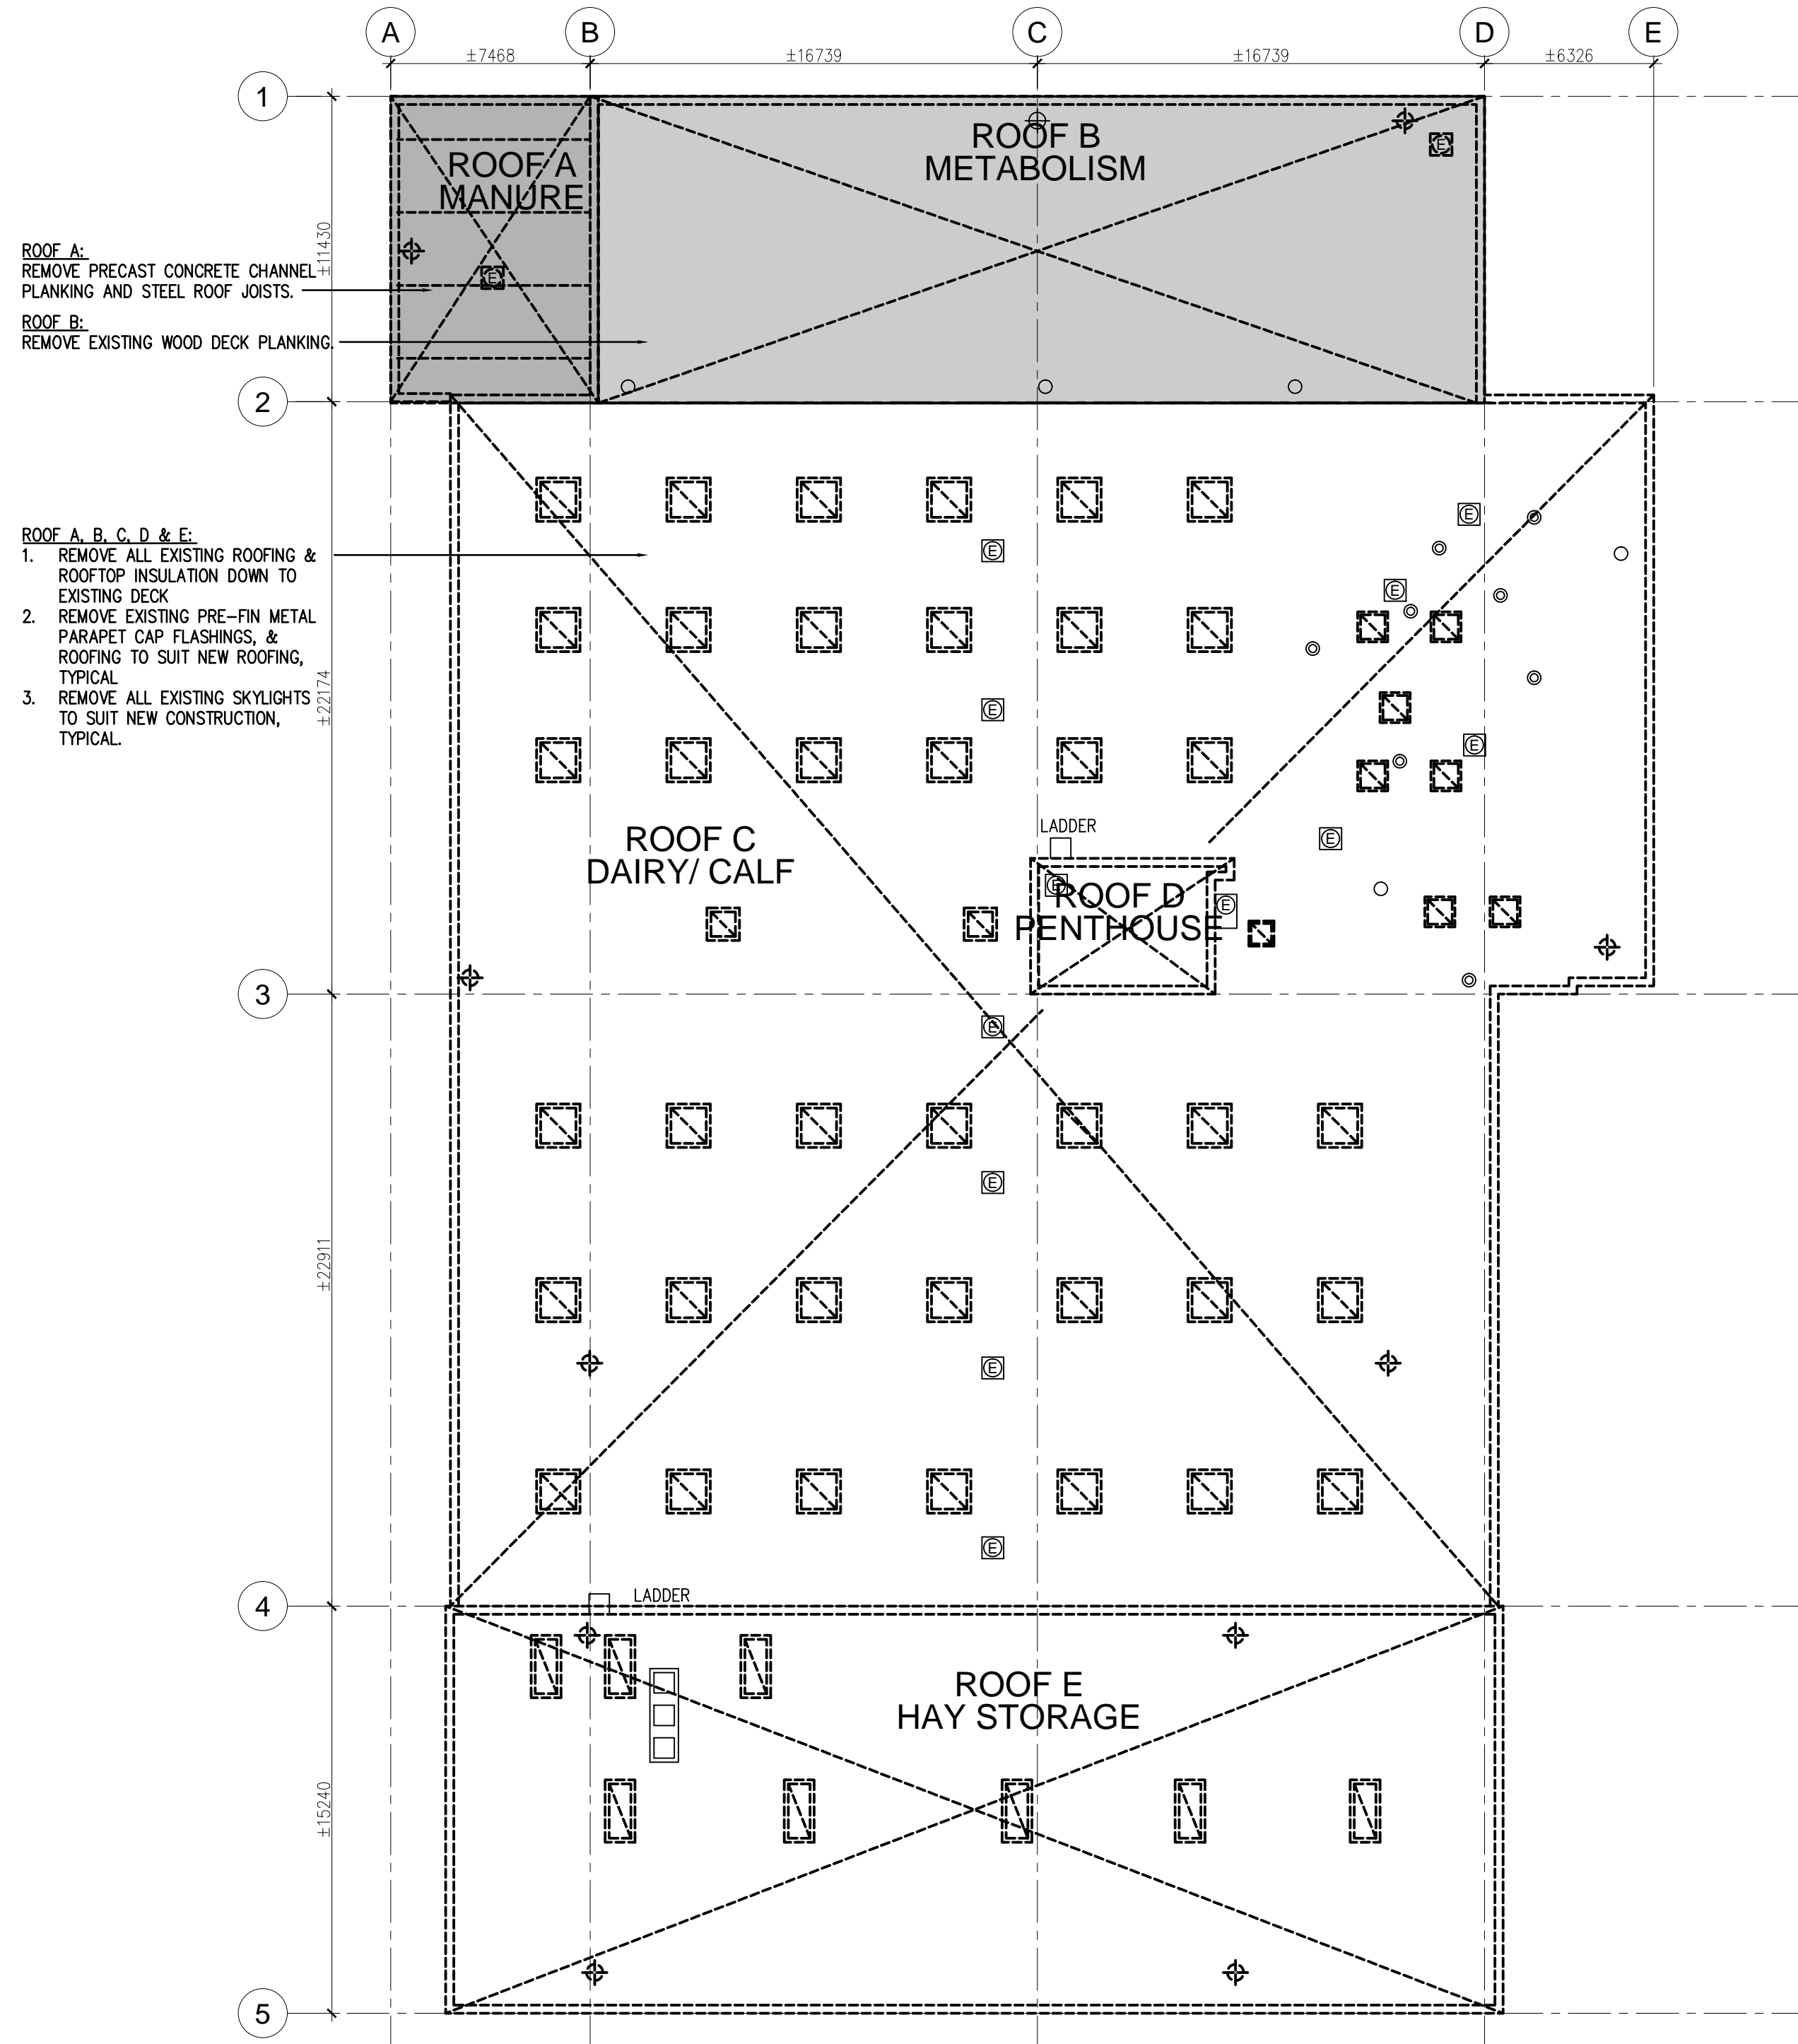 A B C D E
±7468 ±16739 ±16739 ±6326
1
ROOF A
MANURE
ROOF B
METABOLISM
E
E
±11430
ROOF A:
REMOVE PRECAST CONCRETE CHANNEL
PLANKING AND STEEL ROOF JOISTS.
ROOF B:
REMOVE EXISTING WOOD DECK PLANKING.
2
ROOF A, B, C, D & E:
1. REMOVE ALL EXISTING ROOFING &
ROOFTOP INSULATION DOWN TO
EXISTING DECK
2. REMOVE EXISTING PRE-FIN METAL
PARAPET CAP FLASHINGS, &
ROOFING TO SUIT NEW ROOFING,
TYPICAL
3. REMOVE ALL EXISTING SKYLIGHTS
TO SUIT NEW CONSTRUCTION,
TYPICAL.
±22174
E
E
E
E
E
E
ROOF C
DAIRY/ CALF
LADDER
E
E
ROOF D
PENTHOUSE
3
E
E
±22911
E
E
4
LADDER
ROOF E
HAY STORAGE
±15240
5